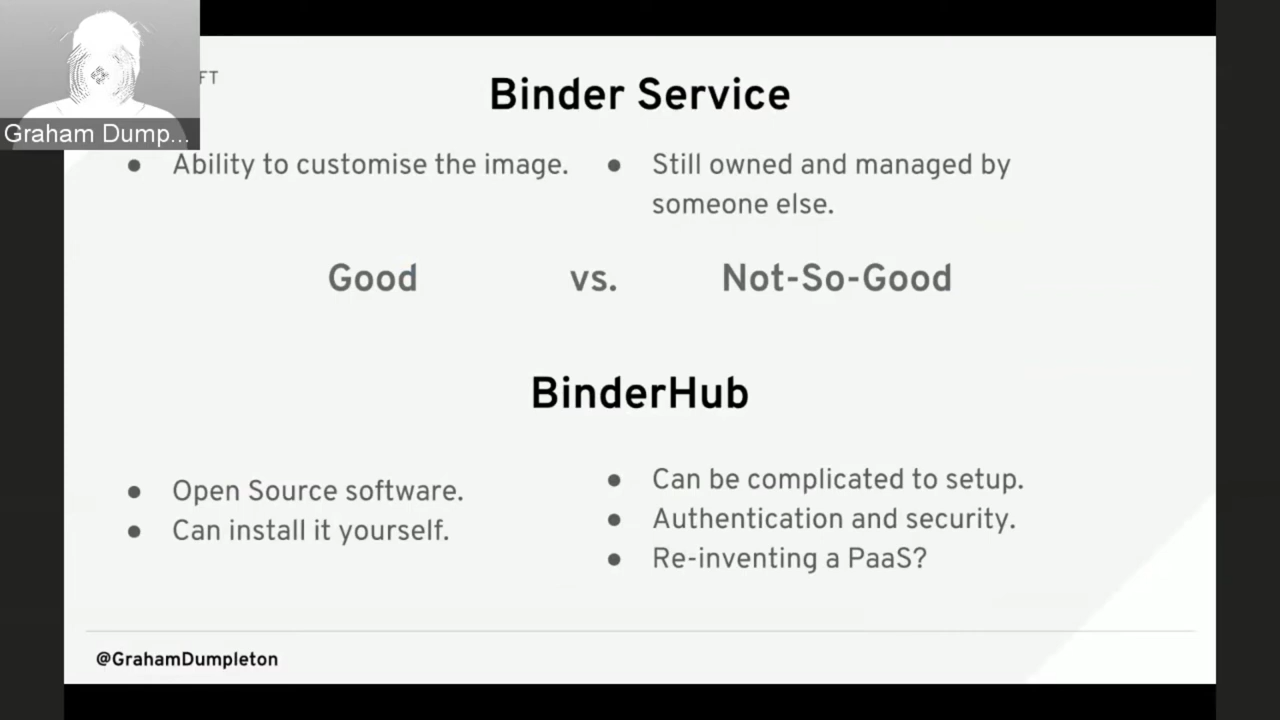 FT
Binder Service
Graham Dump...
Ability to customise the image.
Still owned and managed by
someone else.
Good vs. Not-So-Good
BinderHub
Open Source software.
Can install it yourself.
Can be complicated to setup.
Authentication and security.
Re-inventing a PaaS?
@GrahamDumpleton